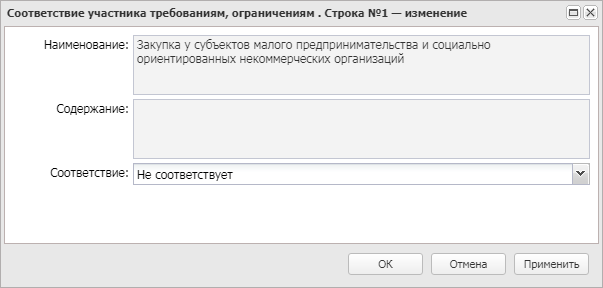 Соответствие участника требованиям, ограничениям . Строка №1 — изменение
Наименование:
Закупка у субъектов малого предпринимательства и социально
ориентированных некоммерческих организаций
Содержание:
Соответствие:
Не соответствует
ОК
Отмена
Применить